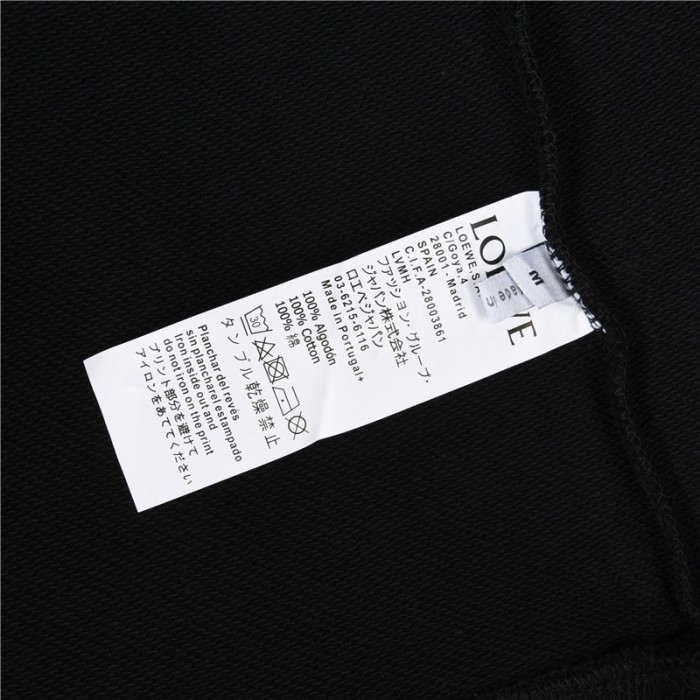 LOEWE
LOEWE, S.
C/Goya, 4
28001 - Madrid
SPAIN
C.I.F.A-28003861
LVMH
ファッション・グループ・
ジャパン株式会社
ロエベジャパン
03-6215-6116
Made in Portugal+
100% Algodón
100% Cotton
100% 綿
30
タンブル乾燥禁止
Planchar del revés
sin plancharel estampado
Iron inside out and
do not iron on the print
プリント部分を避けて
アイロンをあててください
M